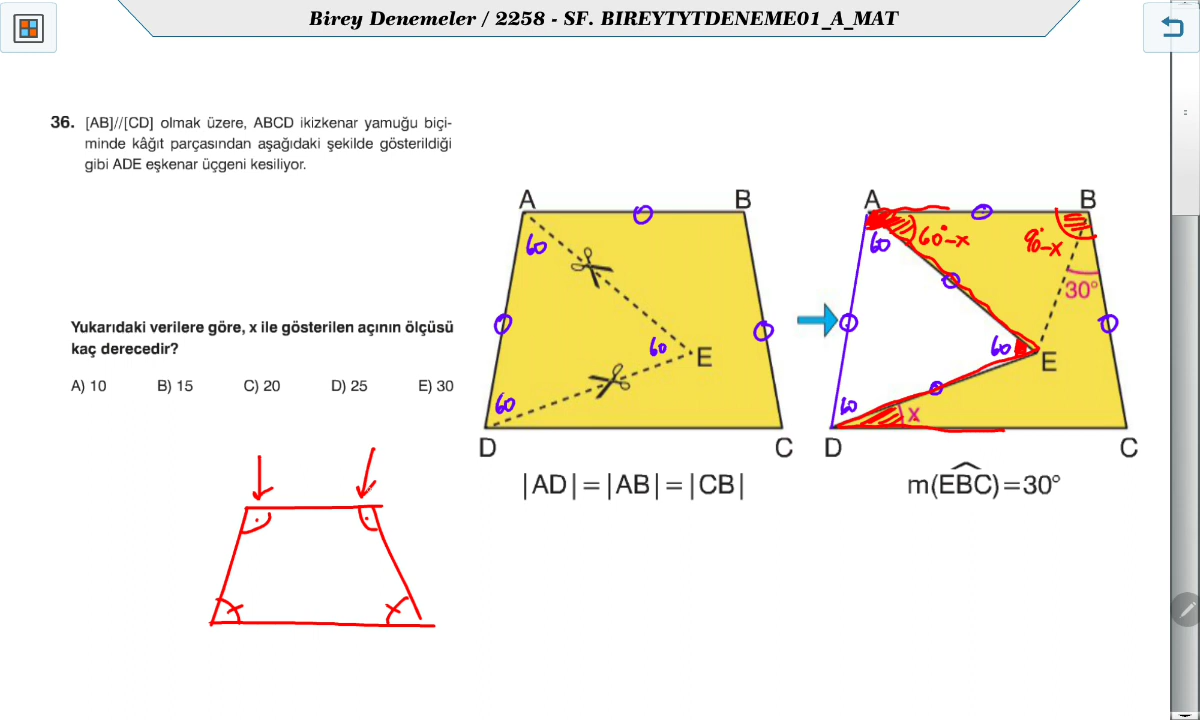 Birey Denemeler / 2258 - SF. BIREYTYTDENEME01_A_MAT
36. [AB]//[CD] olmak üzere, ABCD ikizkenar yamuğu biçi-
minde kâğıt parçasından aşağıdaki şekilde gösterildiği
gibi ADE eşkenar üçgeni kesiliyor.
A B
60
60 E
60
D C
|AD|=|AB|=|CB|
A B
60 60°-x 90°-x
30°
60 E
60 x
D C
m(EBC)=30°
Yukarıdaki verilere göre, x ile gösterilen açının ölçüsü
kaç derecedir?
A) 10 B) 15 C) 20 D) 25 E) 30